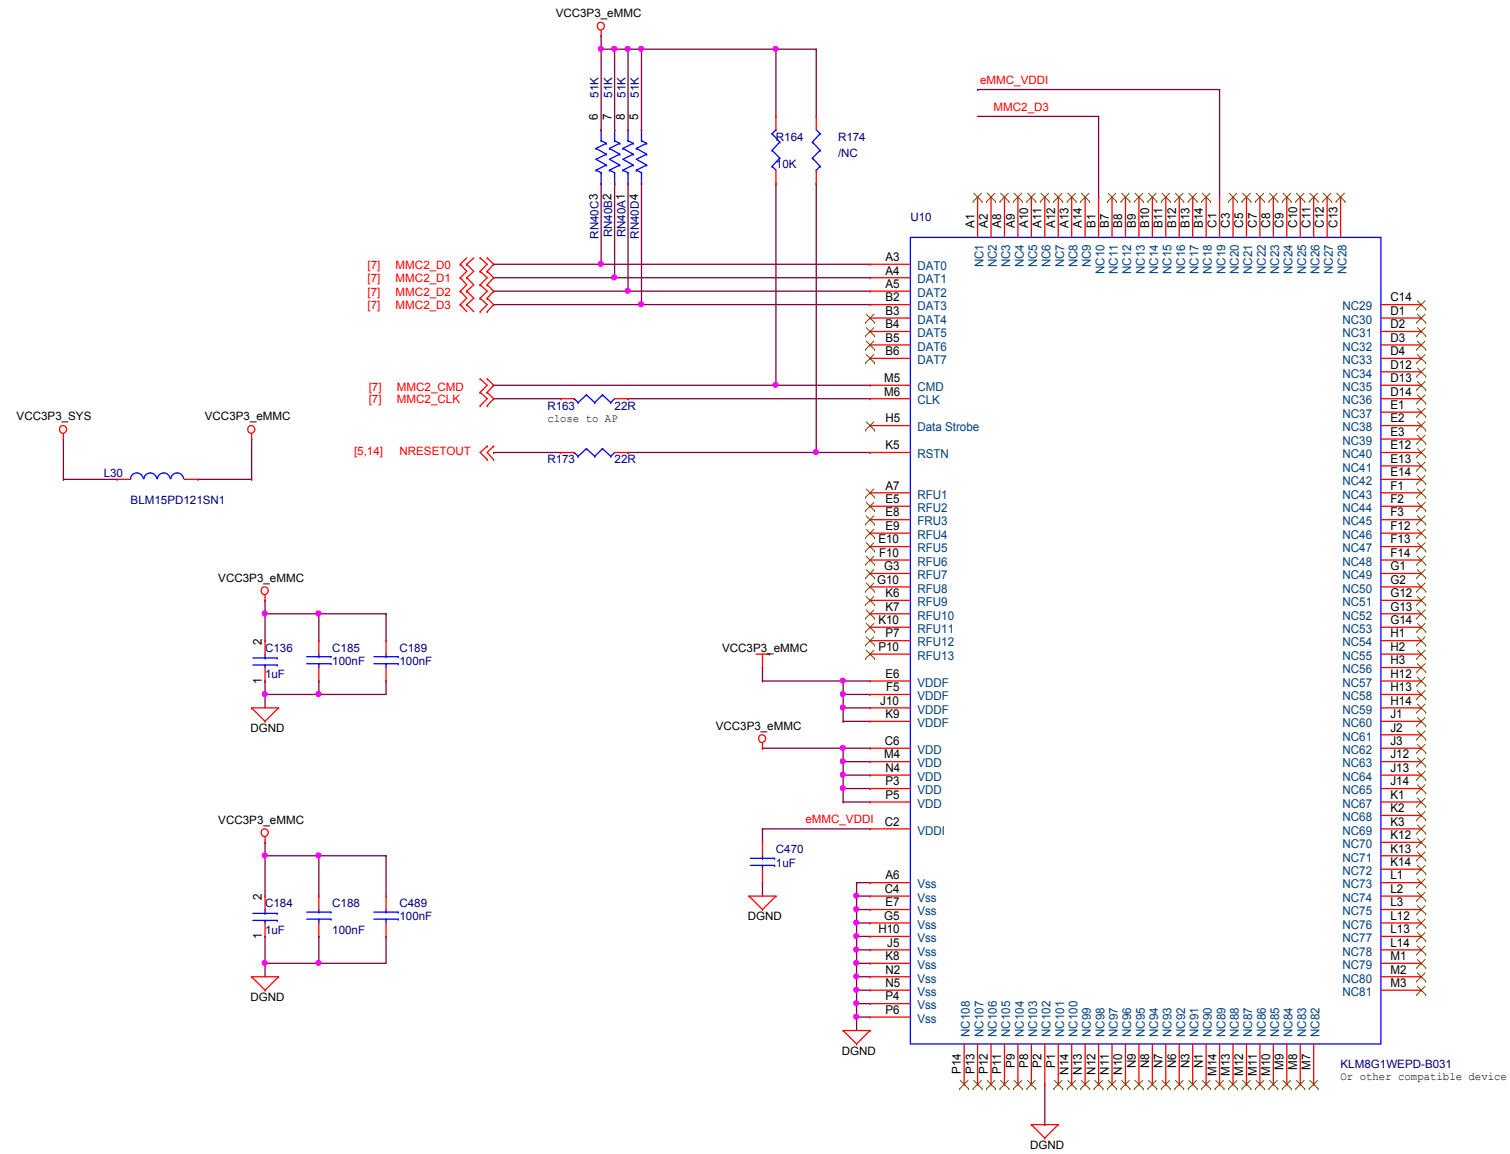 VCC3P3_eMMC
51K 51K 51K 51K
6 7 8 5
RN40C 3
RN40B 2
RN40A 1
RN40D 4
R164
10K
R174
/NC
eMMC_VDDI
MMC2_D3
U10
A1 A2 A8 A9 A10 A11 A12 A13 A14 B1 B7 B8 B9 B10 B11 B12 B13 B14 C1 C3 C5 C7 C8 C9 C10 C11 C12 C13
NC1 NC2 NC3 NC4 NC5 NC6 NC7 NC8 NC9 NC10 NC11 NC12 NC13 NC14 NC15 NC16 NC17 NC18 NC19 NC20 NC21 NC22 NC23 NC24 NC25 NC26 NC27 NC28
[7] MMC2_D0 A3 DAT0
[7] MMC2_D1 A4 DAT1
[7] MMC2_D2 A5 DAT2
[7] MMC2_D3 B2 DAT3
B3 DAT4
B4 DAT5
B5 DAT6
B6 DAT7
[7] MMC2_CMD M5 CMD
[7] MMC2_CLK R163 22R M6 CLK
close to AP
H5 Data Strobe
[5,14] NRESETOUT R173 22R K5 RSTN
VCC3P3_SYS
VCC3P3_eMMC
L30
BLM15PD121SN1
A7 RFU1
E5 RFU2
E8 FRU3
E9 RFU4
E10 RFU5
F10 RFU6
G3 RFU7
G10 RFU8
K6 RFU9
K7 RFU10
K10 RFU11
P7 RFU12
P10 RFU13
VCC3P3_eMMC
E6 VDDF
F5 VDDF
J10 VDDF
K9 VDDF
VCC3P3_eMMC
C6 VDD
M4 VDD
N4 VDD
P3 VDD
P5 VDD
eMMC_VDDI C2 VDDI
C470
1uF
DGND
A6 Vss
C4 Vss
E7 Vss
G5 Vss
H10 Vss
J5 Vss
K8 Vss
N2 Vss
N5 Vss
P4 Vss
P6 Vss
DGND
VCC3P3_eMMC
2 C136 C185 C189
1 1uF 100nF 100nF
DGND
VCC3P3_eMMC
2 C184 C188 C489
1 1uF 100nF 100nF
DGND
NC29 C14
NC30 D1
NC31 D2
NC32 D3
NC33 D4
NC34 D12
NC35 D13
NC36 D14
NC37 E1
NC38 E2
NC39 E3
NC40 E12
NC41 E13
NC42 E14
NC43 F1
NC44 F2
NC45 F3
NC46 F12
NC47 F13
NC48 F14
NC49 G1
NC50 G2
NC51 G12
NC52 G13
NC53 G14
NC54 H1
NC55 H2
NC56 H3
NC57 H12
NC58 H13
NC59 H14
NC60 J1
NC61 J2
NC62 J3
NC63 J12
NC64 J13
NC65 J14
NC67 K1
NC68 K2
NC69 K3
NC70 K12
NC71 K13
NC72 K14
NC73 L1
NC74 L2
NC75 L3
NC76 L12
NC77 L13
NC78 L14
NC79 M1
NC80 M2
NC81 M3
NC108 NC107 NC106 NC105 NC104 NC103 NC102 NC101 NC100 NC99 NC98 NC97 NC96 NC95 NC94 NC93 NC92 NC91 NC90 NC89 NC88 NC87 NC86 NC85 NC84 NC83 NC82
P14 P13 P12 P11 P9 P8 P2 P1 N14 N13 N12 N11 N10 N9 N8 N7 N6 N3 N1 M14 M13 M12 M11 M10 M9 M8 M7
KLM8G1WEPD-B031
Or other compatible device
DGND